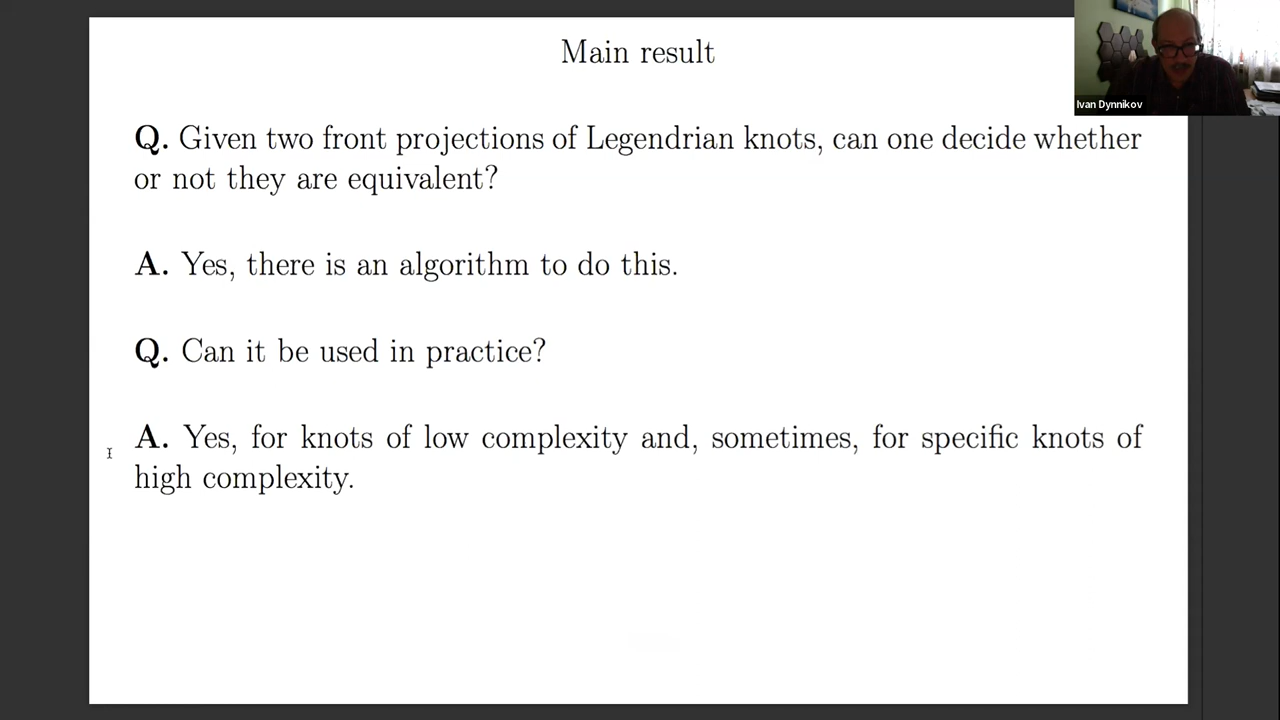 Main result
Ivan Dynnikov
Q. Given two front projections of Legendrian knots, can one decide whether
or not they are equivalent?
A. Yes, there is an algorithm to do this.
Q. Can it be used in practice?
A. Yes, for knots of low complexity and, sometimes, for specific knots of
high complexity.